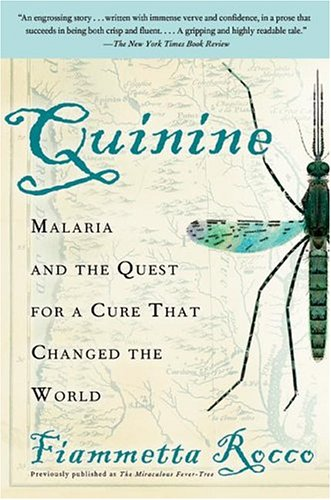 "An engrossing story . . . written with immense verve and confidence, in a prose that
succeeds in being both crisp and fluent. . . . A gripping and highly readable tale."
—The New York Times Book Review
Quinine
MALARIA
AND THE QUEST
FOR A CURE THAT
CHANGED THE
WORLD
Fiammetta Rocco
Previously published as The Miraculous Fever-Tree